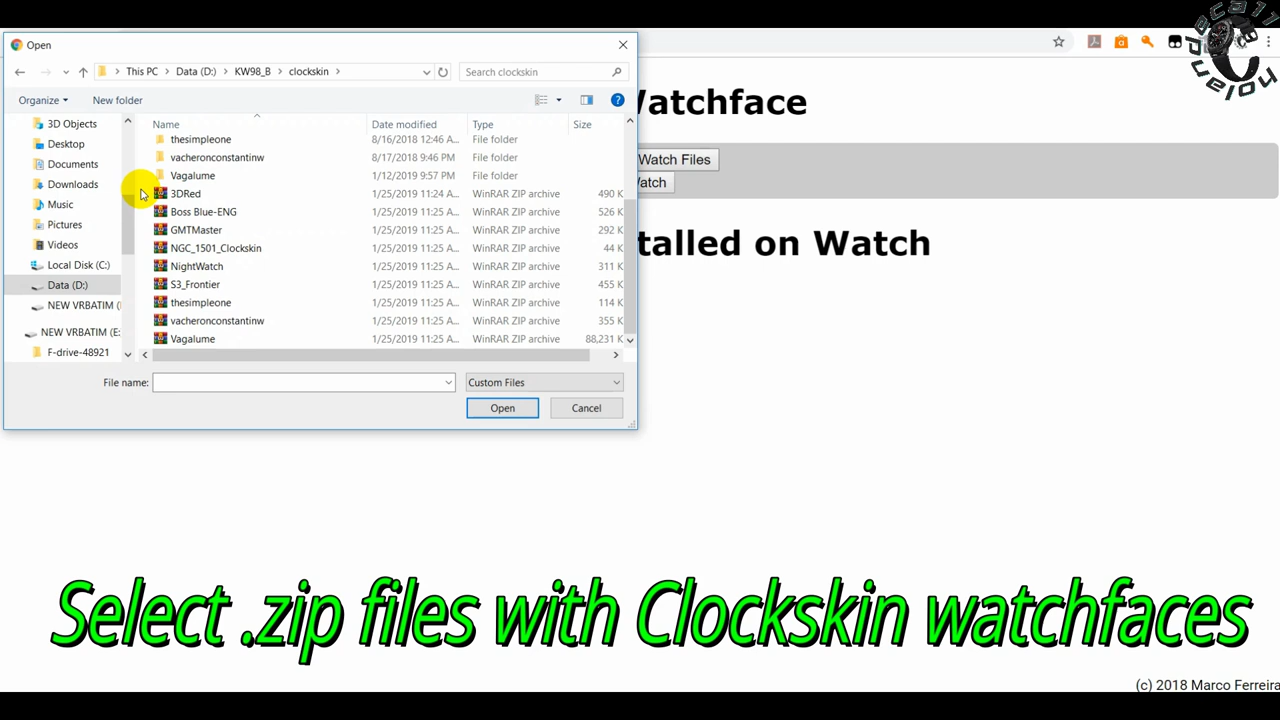 Open
This PC > Data (D:) > KW98_B > clockskin >
Search clockskin
Organize
New folder
Name
Date modified
Type
Size
3D Objects
Desktop
Documents
Downloads
Music
Pictures
Videos
Local Disk (C:)
Data (D:)
NEW VRBATIM (
NEW VRBATIM (E:
F-drive-48921
thesimpleone 8/16/2018 12:46 A... File folder
vacheronconstantinw 8/17/2018 9:46 PM File folder
Vagalume 1/12/2019 9:57 PM File folder
3DRed 1/25/2019 11:24 A... WinRAR ZIP archive 490 K
Boss Blue-ENG 1/25/2019 11:25 A... WinRAR ZIP archive 526 K
GMTMaster 1/25/2019 11:25 A... WinRAR ZIP archive 292 K
NGC_1501_Clockskin 1/25/2019 11:25 A... WinRAR ZIP archive 44 K
NightWatch 1/25/2019 11:25 A... WinRAR ZIP archive 311 K
S3_Frontier 1/25/2019 11:25 A... WinRAR ZIP archive 455 K
thesimpleone 1/25/2019 11:25 A... WinRAR ZIP archive 114 K
vacheronconstantinw 1/25/2019 11:25 A... WinRAR ZIP archive 355 K
Vagalume 1/25/2019 11:25 A... WinRAR ZIP archive 88,231 K
File name:
Custom Files
Open
Cancel
Watchface
Watch Files
Watch
talled on Watch
Select .zip files with Clockskin watchfaces
(c) 2018 Marco Ferreira